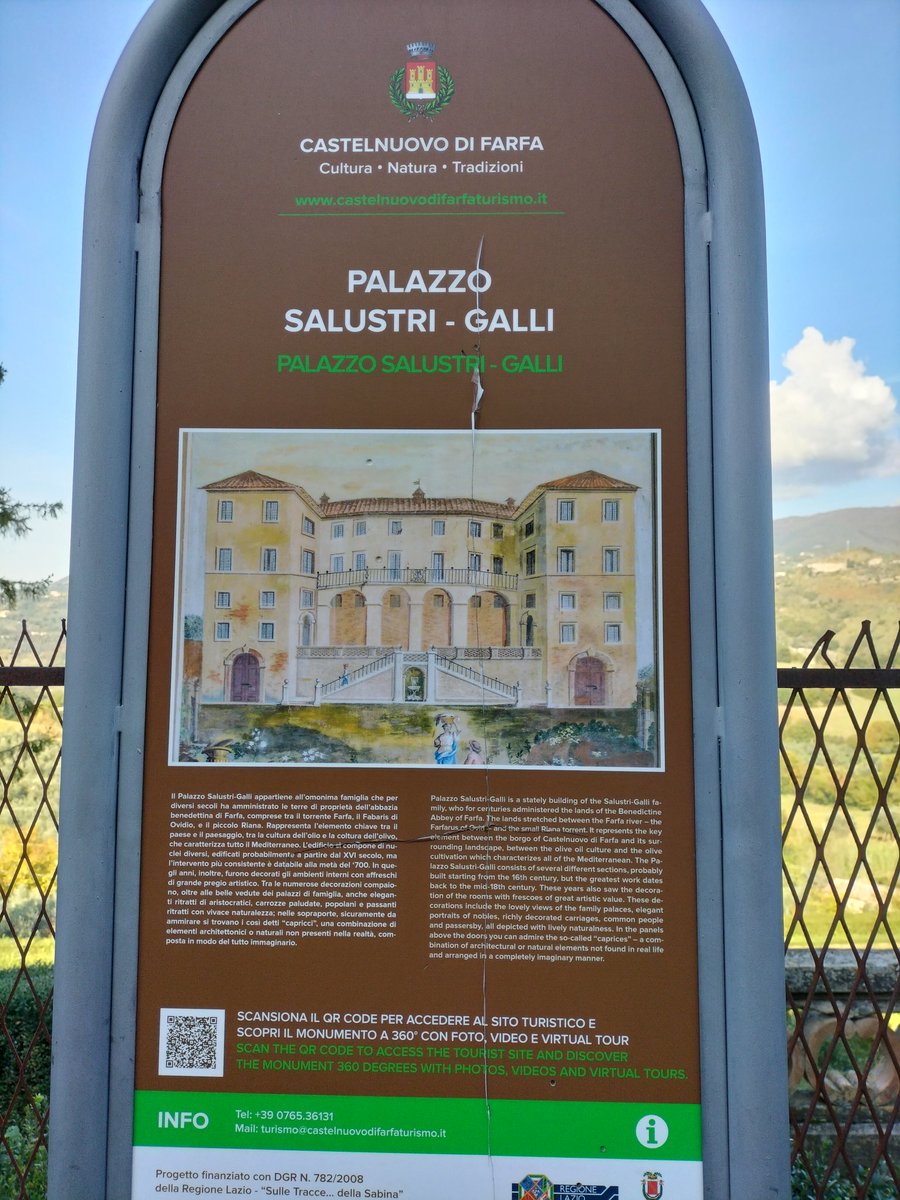 CASTELNUOVO DI FARFA
Cultura • Natura • Tradizioni
www.castelnuovodifarfaturismo.it
PALAZZO
SALUSTRI - GALLI
PALAZZO SALUSTRI - GALLI
Il Palazzo Salustri-Galli appartiene all'omonima famiglia che per
diversi secoli ha amministrato le terre di proprietà dell'abbazia
benedettina di Farfa, comprese tra il torrente Farfa, il Fabaris di
Ovidio, e il piccolo Riana. Rappresenta l'elemento chiave tra il
paese e il paesaggio, tra la cultura dell'olio e la coltura dell'olivo,
che caratterizza tutto il Mediterraneo. L'edificio si compone di nu-
clei diversi, edificati probabilmente a partire dal XVI secolo, ma
l'intervento più consistente è databile alla metà del '700. In que-
gli anni, inoltre, furono decorati gli ambienti interni con affreschi
di grande pregio artistico. Tra le numerose decorazioni compaio-
no, oltre alle belle vedute dei palazzi di famiglia, anche elegan-
ti ritratti di aristocratici, carrozze paludate, popolani e passanti
ritratti con vivace naturalezza; nelle sopraporte, sicuramente da
ammirare si trovano i così detti "capricci", una combinazione di
elementi architettonici o naturali non presenti nella realtà, com-
posta in modo del tutto immaginario.
Palazzo Salustri-Galli is a stately building of the Salustri-Galli fa-
mily, who for centuries administered the lands of the Benedictine
Abbey of Farfa. The lands stretched between the Farfa river – the
Farfarus of Ovid – and the small Riana torrent. It represents the key
element between the borgo of Castelnuovo di Farfa and its sur-
rounding landscape, between the olive oil culture and the olive
cultivation which characterizes all of the Mediterranean. The Pa-
lazzo Salustri-Galli consists of several different sections, probably
built starting from the 16th century, but the greatest work dates
back to the mid-18th century. These years also saw the decora-
tion of the rooms with frescoes of great artistic value. These de-
corations include the lovely views of the family palaces, elegant
portraits of nobles, richly decorated carriages, common people
and passersby, all depicted with lively naturalness. In the panels
above the doors you can admire the so-called "caprices" – a com-
bination of architectural or natural elements not found in real life
and arranged in a completely imaginary manner.
SCANSIONA IL QR CODE PER ACCEDERE AL SITO TURISTICO E
SCOPRI IL MONUMENTO A 360° CON FOTO, VIDEO E VIRTUAL TOUR
SCAN THE QR CODE TO ACCESS THE TOURIST SITE AND DISCOVER
THE MONUMENT 360 DEGREES WITH PHOTOS, VIDEOS AND VIRTUAL TOURS.
INFO
Tel: +39 0765.36131
Mail: turismo@castelnuovodifarfaturismo.it
i
Progetto finanziato con DGR N. 782/2008
della Regione Lazio - "Sulle Tracce... della Sabina"
REGIONE
LAZIO